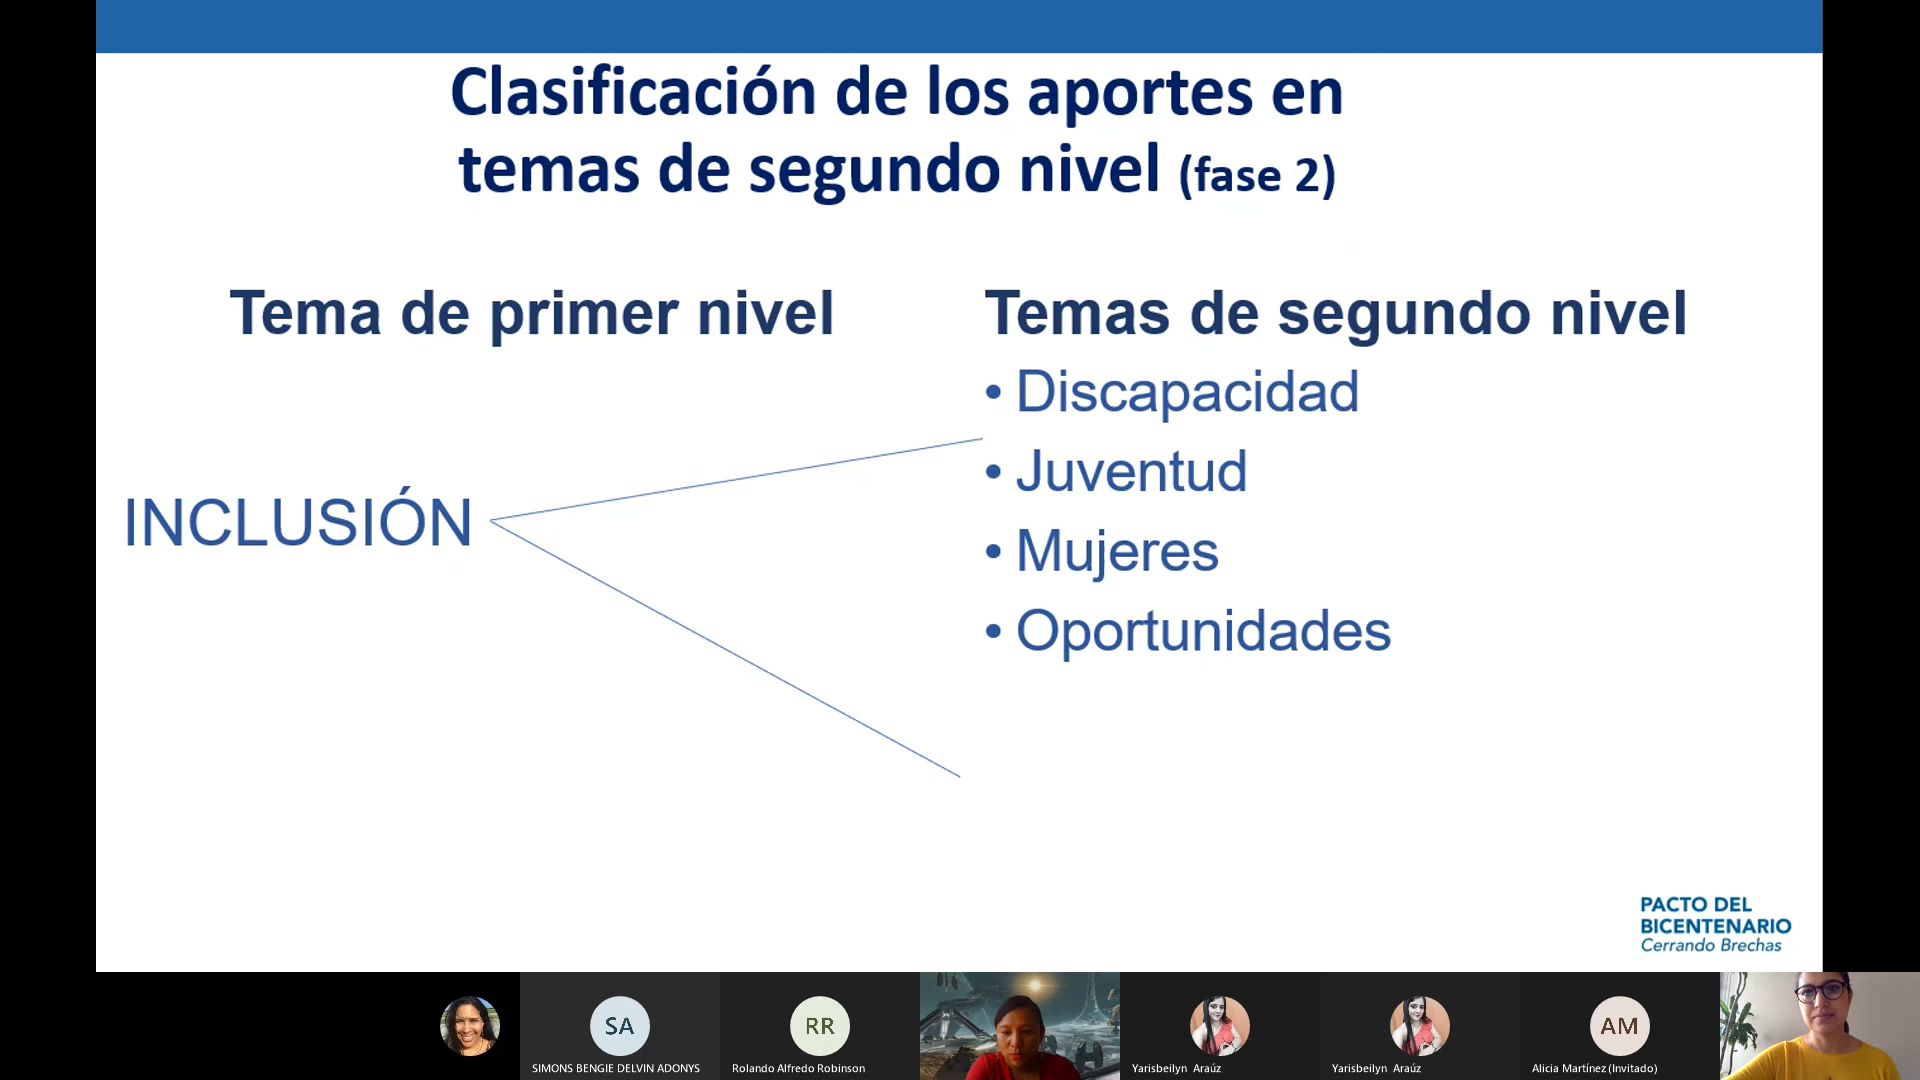 Clasificación de los aportes en
temas de segundo nivel (fase 2)
Tema de primer nivel
Temas de segundo nivel
INCLUSIÓN
• Discapacidad
• Juventud
• Mujeres
• Oportunidades
PACTO DEL
BICENTENARIO
Cerrando Brechas
SA
SIMONS BENGIE DELVIN ADONYS
RR
Rolando Alfredo Robinson
Yarisbeilyn Araúz
Yarisbeilyn Araúz
AM
Alicia Martínez (Invitado)